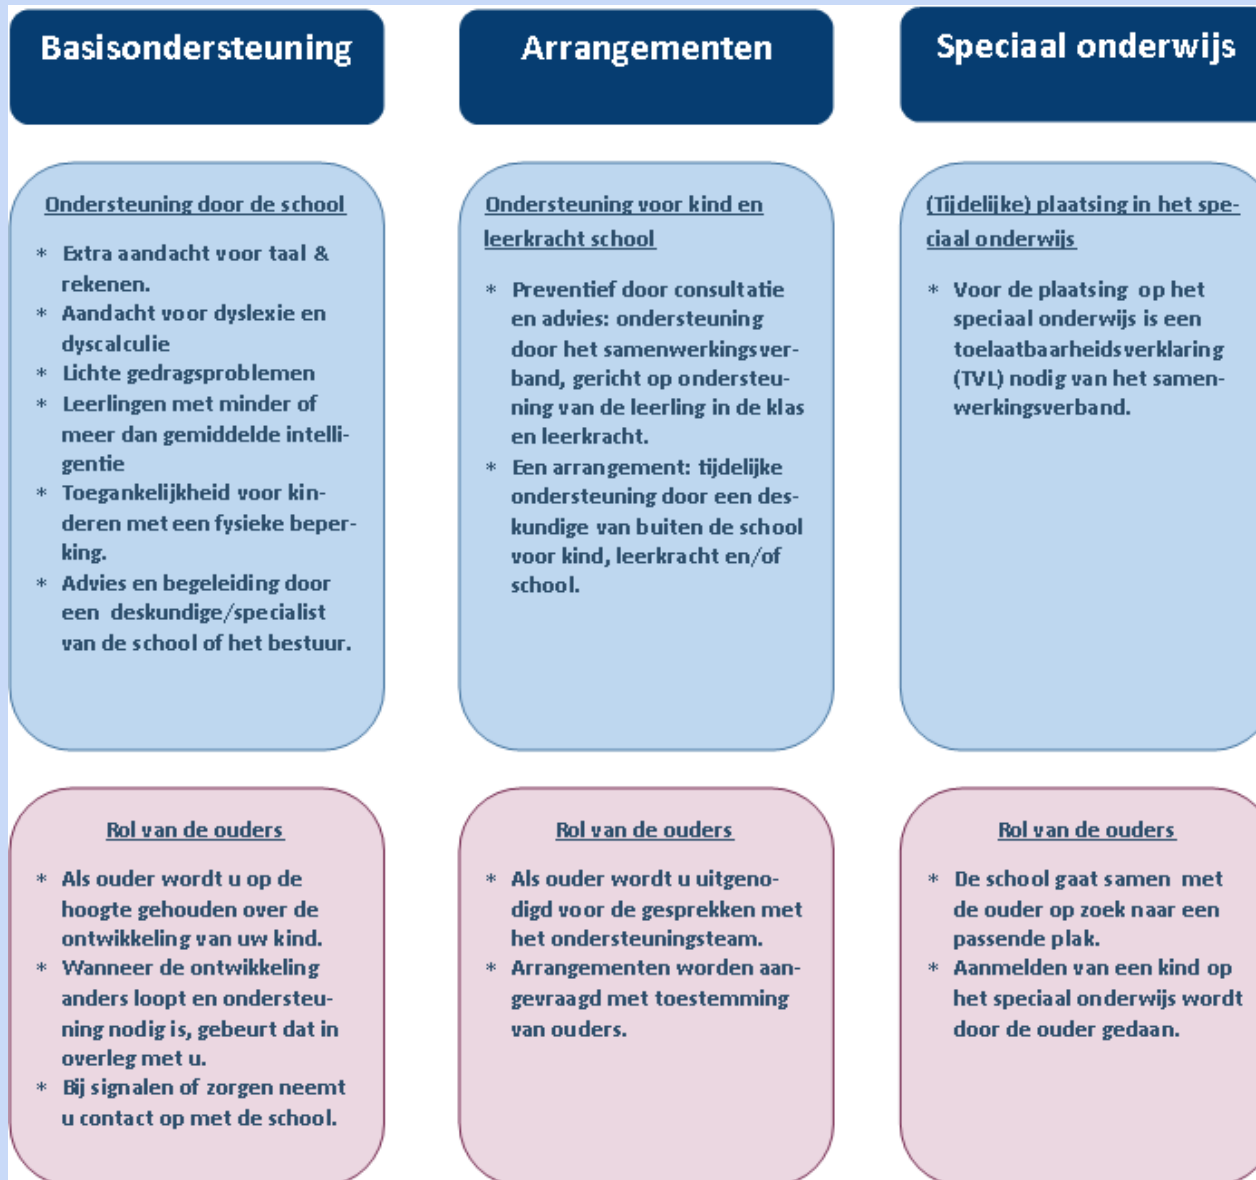 Basisondersteuning
Ondersteuning door de school
* Extra aandacht voor taal &
rekenen.
* Aandacht voor dyslexie en
dyscalculie
* Lichte gedragsproblemen
* Leerlingen met minder of
meer dan gemiddelde intelli-
gentie
* Toegankelijkheid voor kin-
deren met een fysieke beper-
king.
* Advies en begeleiding door
een deskundige/specialist
van de school of het bestuur.
Rol van de ouders
* Als ouder wordt u op de
hoogte gehouden over de
ontwikkeling van uw kind.
* Wanneer de ontwikkeling
anders loopt en ondersteu-
ning nodig is, gebeurt dat in
overleg met u.
* Bij signalen of zorgen neemt
u contact op met de school.
Arrangementen
Ondersteuning voor kind en
leerkracht school
* Preventief door consultatie
en advies: ondersteuning
door het samenwerkingsver-
band, gericht op ondersteu-
ning van de leerling in de klas
en leerkracht.
* Een arrangement: tijdelijke
ondersteuning door een des-
kundige van buiten de school
voor kind, leerkracht en/of
school.
Rol van de ouders
* Als ouder wordt u uitgeno-
digd voor de gesprekken met
het ondersteuningsteam.
* Arrangementen worden aan-
gevraagd met toestemming
van ouders.
Speciaal onderwijs
(Tijdelijke) plaatsing in het spe-
ciaal onderwijs
* Voor de plaatsing op het
speciaal onderwijs is een
toelaatbaarheidsverklaring
(TVL) nodig van het samen-
werkingsverband.
Rol van de ouders
* De school gaat samen met
de ouder op zoek naar een
passende plak.
* Aanmelden van een kind op
het speciaal onderwijs wordt
door de ouder gedaan.